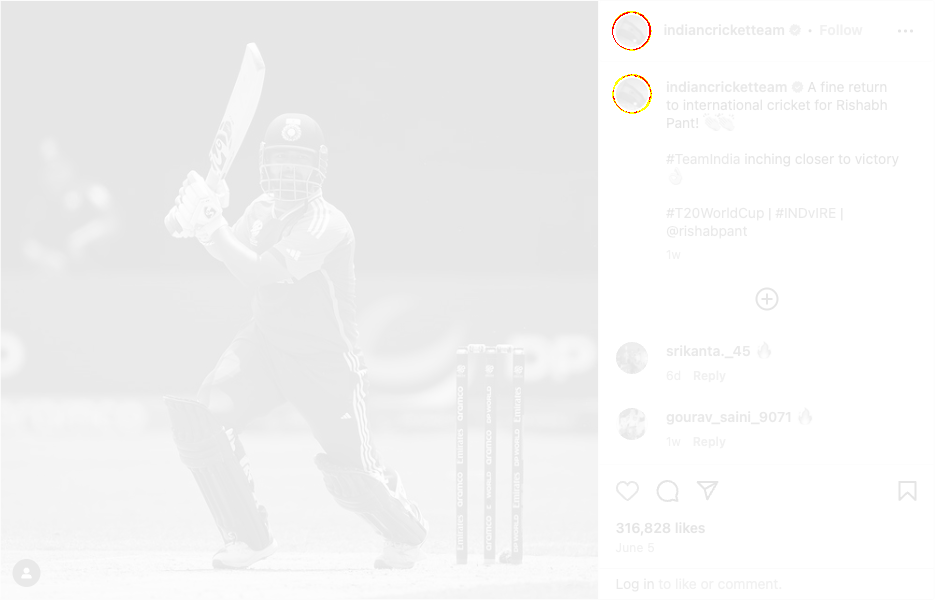 indiancricketteam • Follow
indiancricketteam A fine return
to international cricket for Rishabh
Pant!
#TeamIndia inching closer to victory
#T20WorldCup | #INDvIRE |
@rishabpant
1w
srikanta._45
6d Reply
gourav_saini_9071
1w Reply
316,828 likes
June 5
Log in to like or comment.